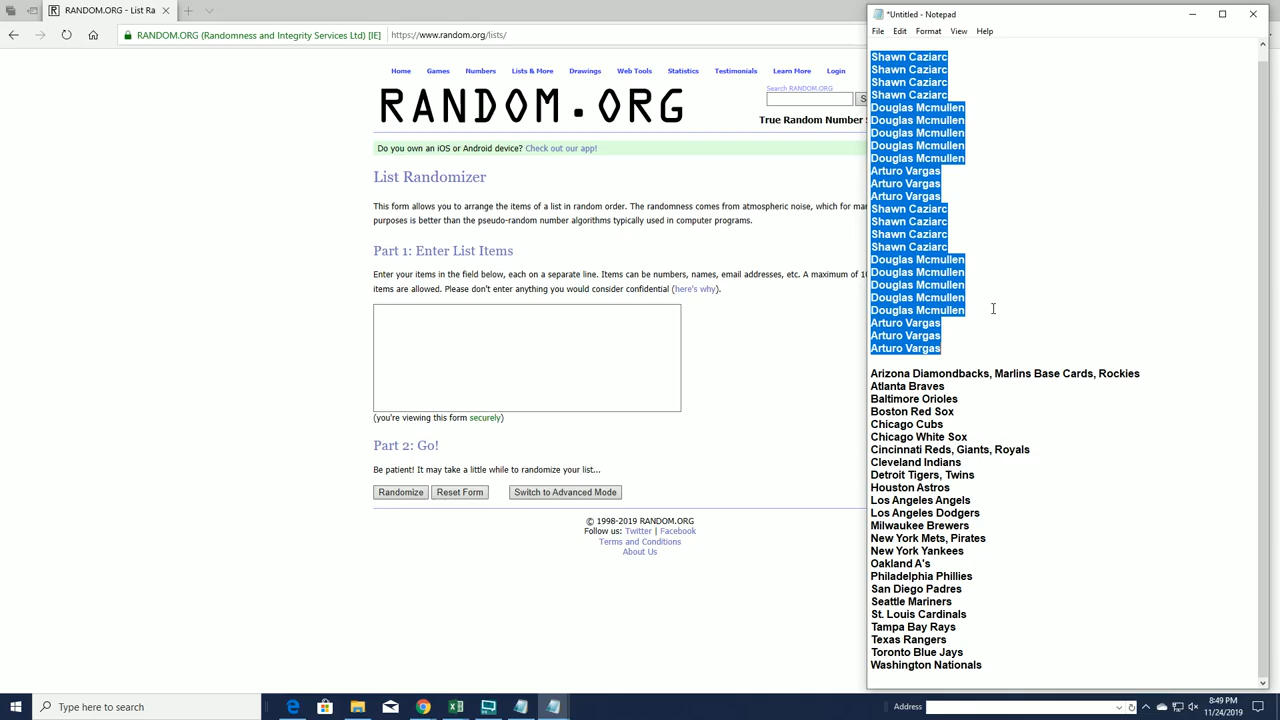 RANDOM.ORG - List Ra
*Untitled - Notepad
RANDOM.ORG (Randomness and Integrity Services Ltd) [IE]
https://www.random.org/lists/
File Edit Format View Help
Home Games Numbers Lists & More Drawings Web Tools Statistics Testimonials Learn More Login
Search RANDOM.ORG
RANDOM.ORG
True Random Number
Do you own an iOS or Android device? Check out our app!
List Randomizer
This form allows you to arrange the items of a list in random order. The randomness comes from atmospheric noise, which for
purposes is better than the pseudo-random number algorithms typically used in computer programs.
Part 1: Enter List Items
Enter your items in the field below, each on a separate line. Items can be numbers, names, email addresses, etc. A maximum of
items are allowed. Please don't enter anything you would consider confidential (here's why).
(you're viewing this form securely)
Part 2: Go!
Be patient! It may take a little while to randomize your list...
Randomize Reset Form Switch to Advanced Mode
© 1998-2019 RANDOM.ORG
Follow us: Twitter | Facebook
Terms and Conditions
About Us
Shawn Caziarc
Shawn Caziarc
Shawn Caziarc
Shawn Caziarc
Douglas Mcmullen
Douglas Mcmullen
Douglas Mcmullen
Douglas Mcmullen
Douglas Mcmullen
Arturo Vargas
Arturo Vargas
Arturo Vargas
Shawn Caziarc
Shawn Caziarc
Shawn Caziarc
Shawn Caziarc
Douglas Mcmullen
Douglas Mcmullen
Douglas Mcmullen
Douglas Mcmullen
Douglas Mcmullen
Arturo Vargas
Arturo Vargas
Arturo Vargas
Arizona Diamondbacks, Marlins Base Cards, Rockies
Atlanta Braves
Baltimore Orioles
Boston Red Sox
Chicago Cubs
Chicago White Sox
Cincinnati Reds, Giants, Royals
Cleveland Indians
Detroit Tigers, Twins
Houston Astros
Los Angeles Angels
Los Angeles Dodgers
Milwaukee Brewers
New York Mets, Pirates
New York Yankees
Oakland A's
Philadelphia Phillies
San Diego Padres
Seattle Mariners
St. Louis Cardinals
Tampa Bay Rays
Texas Rangers
Toronto Blue Jays
Washington Nationals
Type here to search
Address
8:49 PM
11/24/2019